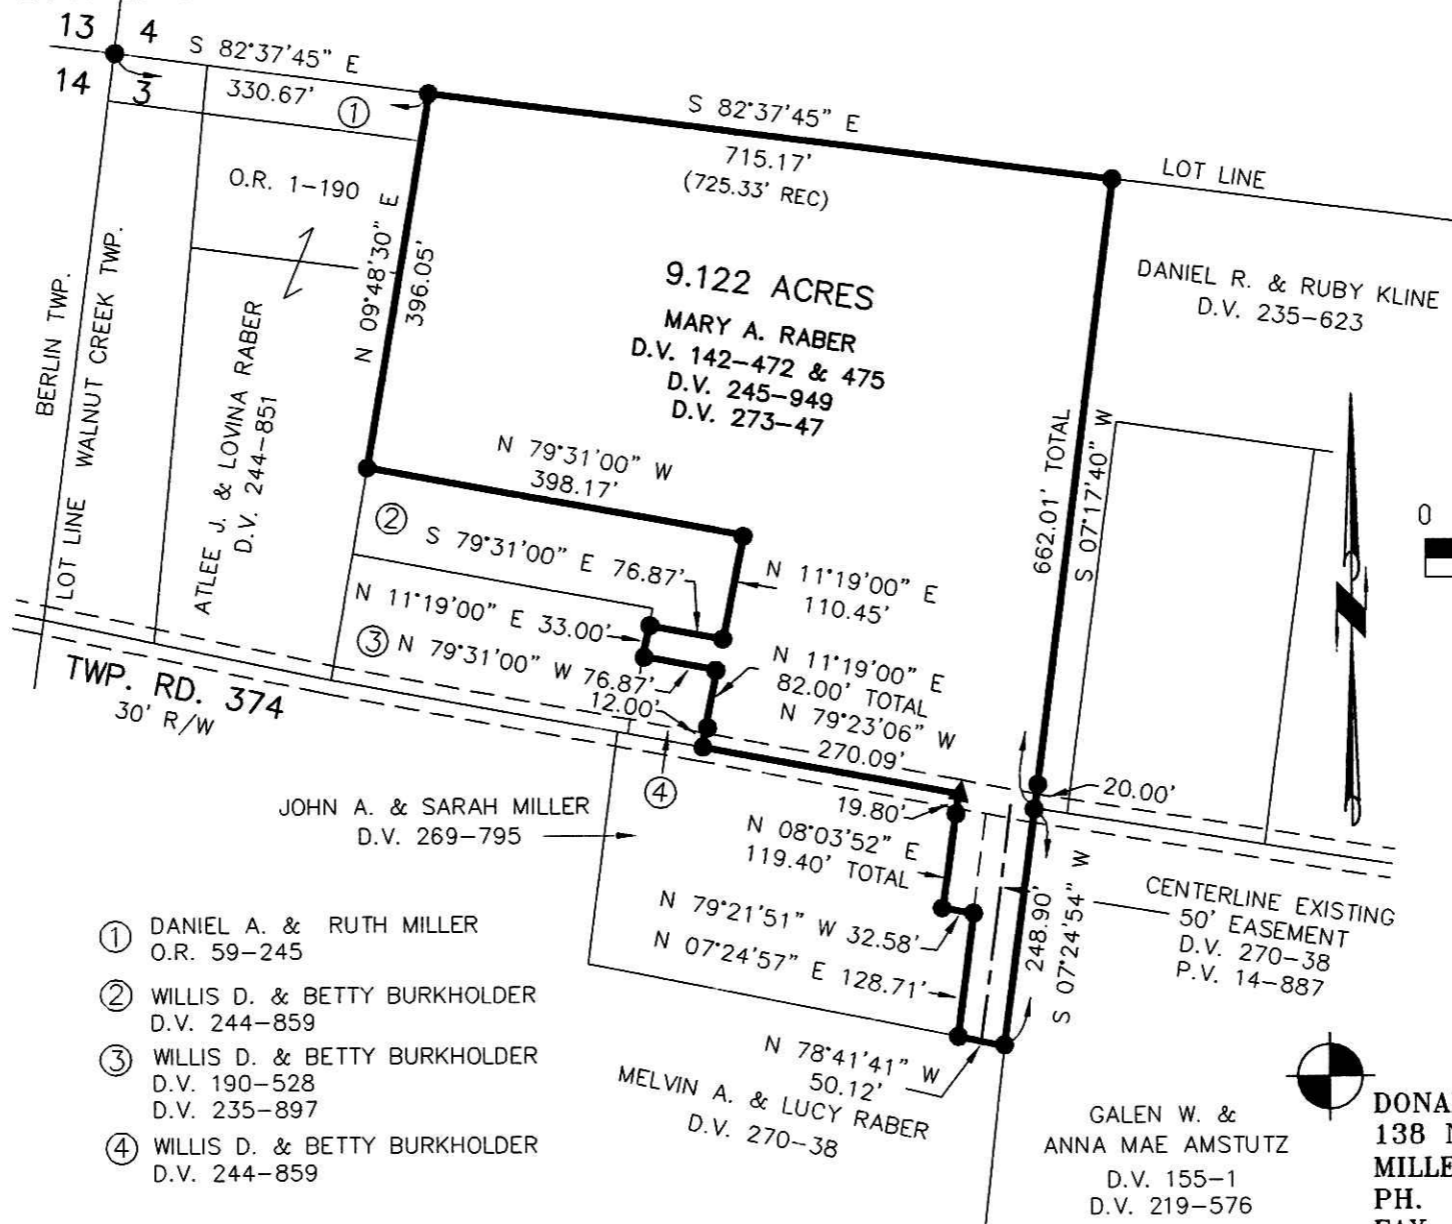 13
4
14
3
S 82°37'45" E
330.67'
①
S 82°37'45" E
715.17'
(725.33' REC)
LOT LINE
O.R. 1-190
N 09°48'30" E
396.05'
9.122 ACRES
MARY A. RABER
D.V. 142-472 & 475
D.V. 245-949
D.V. 273-47
DANIEL R. & RUBY KLINE
D.V. 235-623
BERLIN TWP.
LOT LINE WALNUT CREEK TWP.
ATLEE J. & LOVINA RABER
D.V. 244-851
662.01' TOTAL
S 07°17'40" W
N 79°31'00" W
398.17'
②
S 79°31'00" E 76.87'
N 11°19'00" E
110.45'
0
N 11°19'00" E 33.00'
③
N 79°31'00" W 76.87'
12.00'
N 11°19'00" E
82.00' TOTAL
N 79°23'06" W
270.09'
TWP. RD. 374
30' R/W
④
20.00'
19.80'
JOHN A. & SARAH MILLER
D.V. 269-795
N 08°03'52" E
119.40' TOTAL
N 79°21'51" W 32.58'
N 07°24'57" E 128.71'
248.90'
S 07°24'54" W
CENTERLINE EXISTING
50' EASEMENT
D.V. 270-38
P.V. 14-887
N 78°41'41" W
50.12'
MELVIN A. & LUCY RABER
D.V. 270-38
GALEN W. &
ANNA MAE AMSTUTZ
D.V. 155-1
D.V. 219-576
① DANIEL A. & RUTH MILLER
O.R. 59-245
② WILLIS D. & BETTY BURKHOLDER
D.V. 244-859
③ WILLIS D. & BETTY BURKHOLDER
D.V. 190-528
D.V. 235-897
④ WILLIS D. & BETTY BURKHOLDER
D.V. 244-859
DONA
138 N
MILLE
PH.